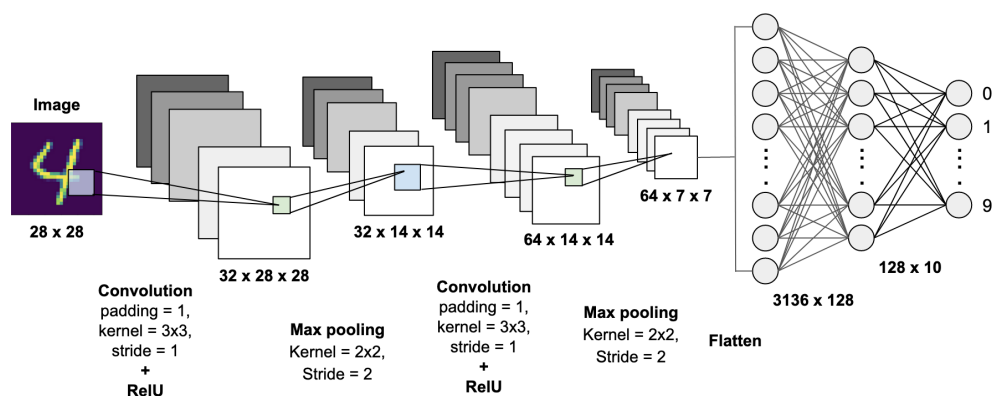 Image
28 x 28
32 x 28 x 28
32 x 14 x 14
64 x 14 x 14
64 x 7 x 7
3136 x 128
128 x 10
0
1
9
Convolution
padding = 1,
kernel = 3x3,
stride = 1
+
RelU
Max pooling
Kernel = 2x2,
Stride = 2
Convolution
padding = 1,
kernel = 3x3,
stride = 1
+
RelU
Max pooling
Kernel = 2x2,
Stride = 2
Flatten